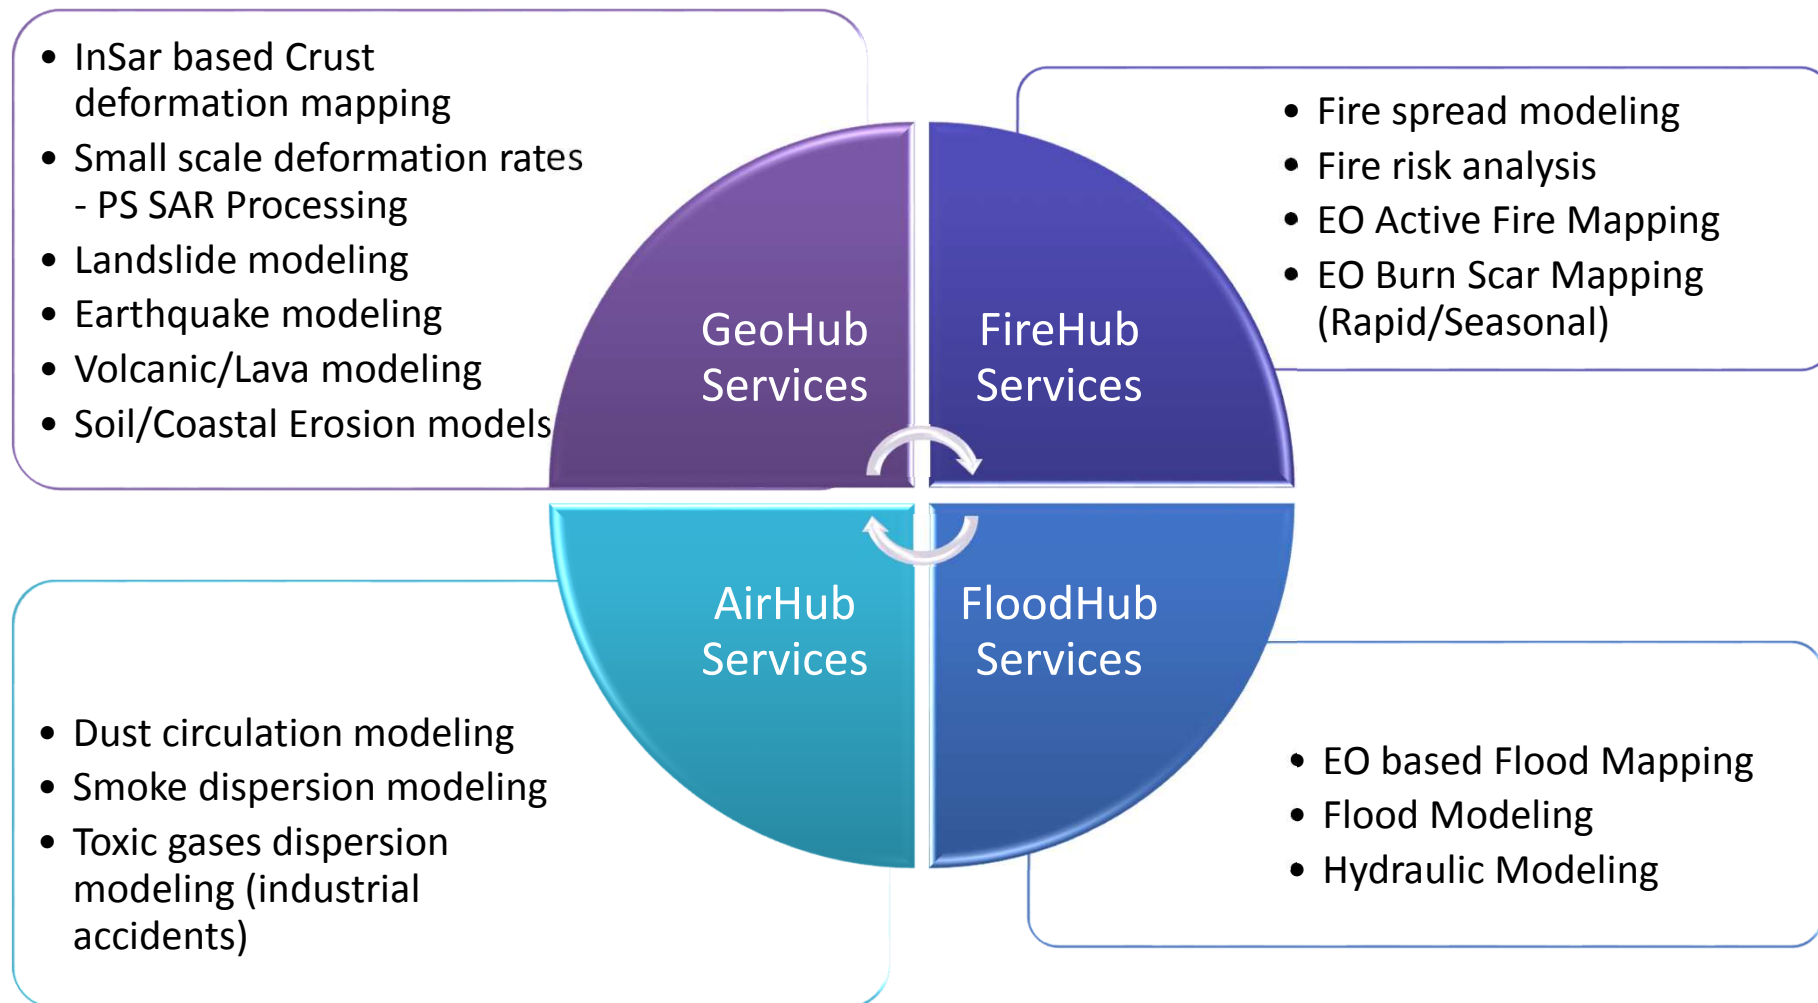 • InSar based Crust
deformation mapping
• Small scale deformation rates
- PS SAR Processing
• Landslide modeling
• Earthquake modeling
• Volcanic/Lava modeling
• Soil/Coastal Erosion models
• Fire spread modeling
• Fire risk analysis
• EO Active Fire Mapping
• EO Burn Scar Mapping
(Rapid/Seasonal)
GeoHub
Services
FireHub
Services
AirHub
Services
FloodHub
Services
• Dust circulation modeling
• Smoke dispersion modeling
• Toxic gases dispersion
modeling (industrial
accidents)
• EO based Flood Mapping
• Flood Modeling
• Hydraulic Modeling